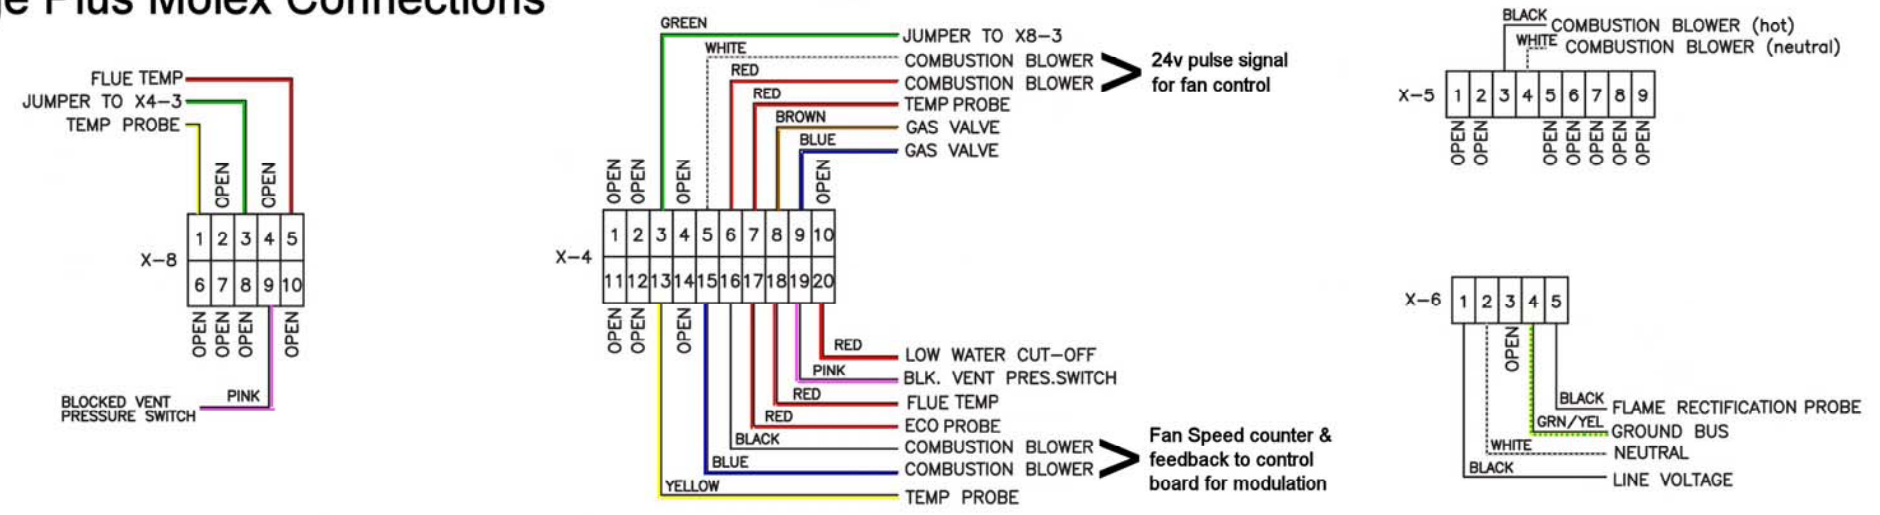 e Plus Molex Connections
FLUE TEMP
JUMPER TO X4-3
TEMP PROBE
OPEN
OPEN
X-8
1 2 3 4 5
6 7 8 9 10
OPEN
OPEN
OPEN
OPEN
PINK
BLOCKED VENT
PRESSURE SWITCH
GREEN
JUMPER TO X8-3
WHITE
COMBUSTION BLOWER
RED
COMBUSTION BLOWER
24v pulse signal
for fan control
RED
TEMP PROBE
BROWN
GAS VALVE
BLUE
GAS VALVE
OPEN
OPEN
OPEN
OPEN
X-4
1 2 3 4 5 6 7 8 9 10
11 12 13 14 15 16 17 18 19 20
OPEN
OPEN
OPEN
RED
LOW WATER CUT-OFF
PINK
BLK. VENT PRES.SWITCH
RED
FLUE TEMP
RED
ECO PROBE
BLACK
COMBUSTION BLOWER
BLUE
COMBUSTION BLOWER
Fan Speed counter &
feedback to control
board for modulation
YELLOW
TEMP PROBE
BLACK
COMBUSTION BLOWER (hot)
WHITE
COMBUSTION BLOWER (neutral)
X-5
1 2 3 4 5 6 7 8 9
OPEN
OPEN
OPEN
OPEN
OPEN
OPEN
OPEN
X-6
1 2 3 4 5
OPEN
BLACK
FLAME RECTIFICATION PROBE
GRN/YEL
GROUND BUS
WHITE
NEUTRAL
BLACK
LINE VOLTAGE